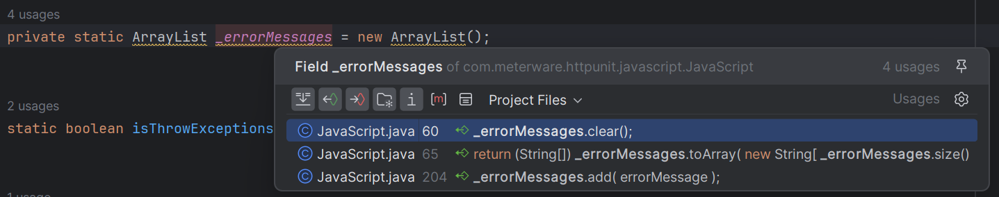 4 usages
private static ArrayList _errorMessages = new ArrayList();
Field _errorMessages of com.meterware.httpunit.javascript.JavaScript 4 usages
[m] Project Files Usages
2 usages
static boolean isThrowExceptions
JavaScript.java 60 _errorMessages.clear();
JavaScript.java 65 return (String[]) _errorMessages.toArray( new String[ _errorMessages.size()
JavaScript.java 204 _errorMessages.add( errorMessage );
1 usage